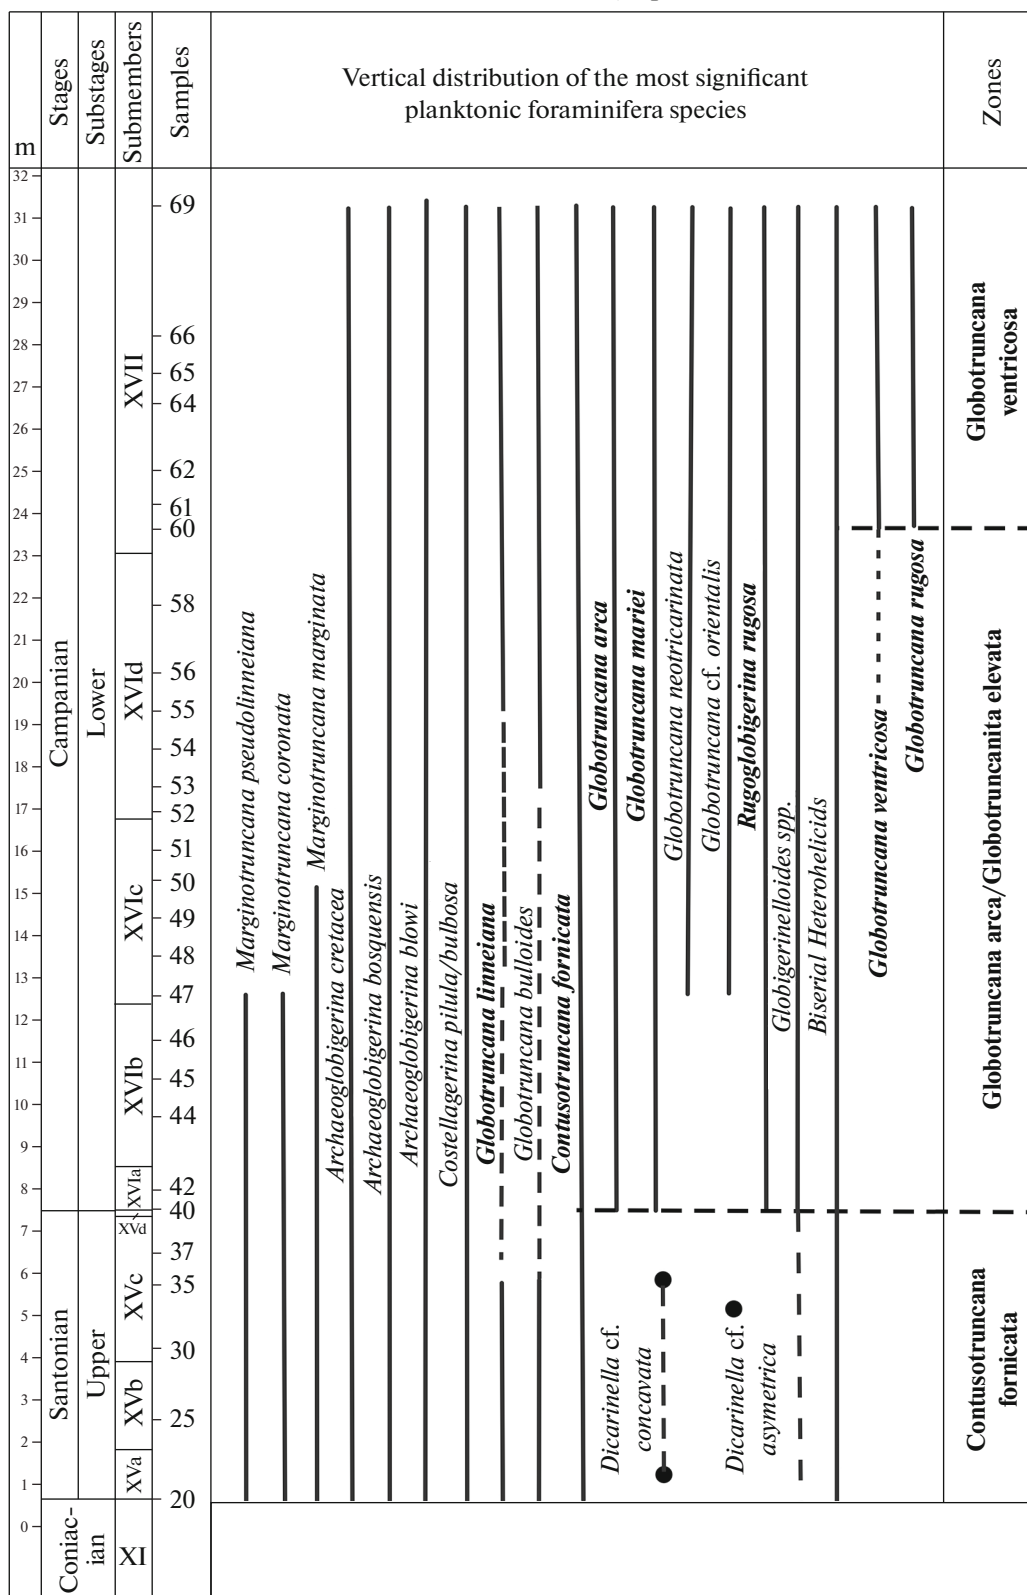 m
Stages
Substages
Submembers
Samples
Vertical distribution of the most significant
planktonic foraminifera species
Zones
32
31
30
29
28
27
26
25
24
23
22
21
20
19
18
17
16
15
14
13
12
11
10
9
8
7
6
5
4
3
2
1
0
Campanian
Santonian
Coniac-
ian
Lower
Upper
XVII
XVId
XVIc
XVIb
XVIa
XVd
XVc
XVb
XVa
XI
69
66
65
64
62
61
60
58
56
55
54
53
52
51
50
49
48
47
46
45
44
42
40
37
35
30
25
20
Marginotruncana pseudolinneiana
Marginotruncana coronata
Marginotruncana marginata
Archaeoglobigerina cretacea
Archaeoglobigerina bosquensis
Archaeoglobigerina blowi
Costellagerina pilula/bulbosa
Globotruncana linneiana
Globotruncana bulloides
Contusotruncana fornicata
Globotruncana arca
Globotruncana mariei
Globotruncana neotricarinata
Globotruncana cf. orientalis
Rugoglobigerina rugosa
Globigerinelloides spp.
Biserial Heterohelicids
Globotruncana ventricosa
Globotruncana rugosa
Dicarinella cf.
concavata
Dicarinella cf.
asymetrica
Globotruncana
ventricosa
Globotruncana arca/Globotruncanita elevata
Contusotruncana
fornicata